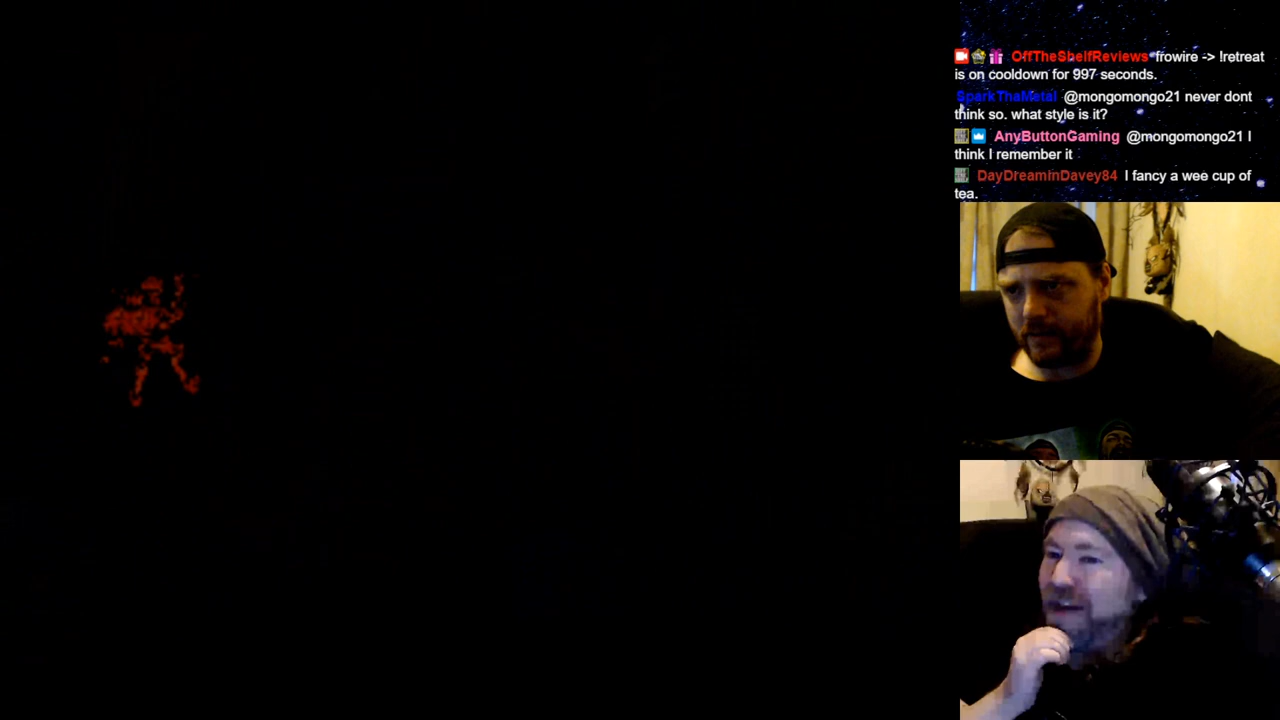 OffTheShelfReviews frowire -> !retreat
is on cooldown for 997 seconds.
SparkThaMetal @mongomongo21 never dont
think so. what style is it?
AnyButtonGaming @mongomongo21 I
think I remember it
DayDreaminDavey84 I fancy a wee cup of
tea.